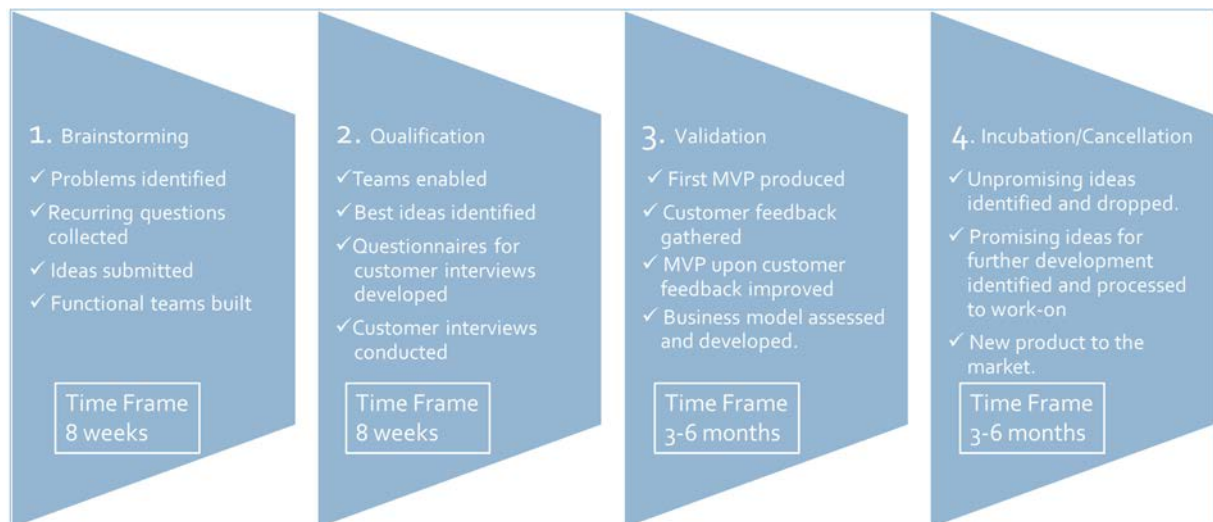 1. Brainstorming
✓ Problems identified
✓ Recurring questions
collected
✓ Ideas submitted
✓ Functional teams built
Time Frame
8 weeks
2. Qualification
✓ Teams enabled
✓ Best ideas identified
✓ Questionnaires for
customer interviews
developed
✓ Customer interviews
conducted
Time Frame
8 weeks
3. Validation
✓ First MVP produced
✓ Customer feedback
gathered
✓ MVP upon customer
feedback improved
✓ Business model assessed
and developed.
Time Frame
3-6 months
4. Incubation/Cancellation
✓ Unpromising ideas
identified and dropped.
✓ Promising ideas for
further development
identified and processed
to work-on
✓ New product to the
market.
Time Frame
3-6 months